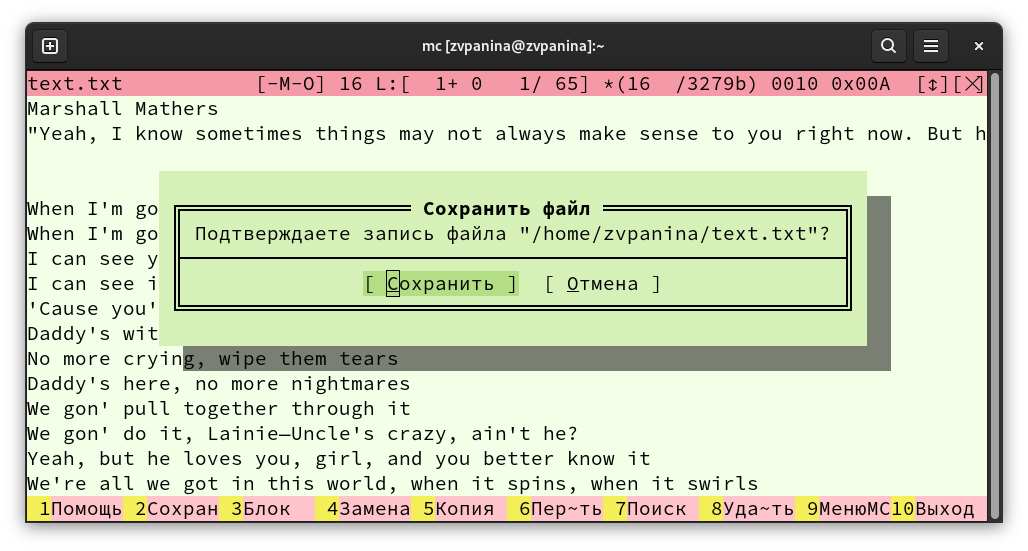 mc [zvpanina@zvpanina]:~
text.txt [-M-O] 16 L:[ 1+ 0 1/ 65] *(16 /3279b) 0010 0x00A [↕][X]
Marshall Mathers
"Yeah, I know sometimes things may not always make sense to you right now. But h
When I'm go
Сохранить файл
When I'm go
Подтверждаете запись файла "/home/zvpanina/text.txt"?
I can see y
I can see i
[ Сохранить ] [ Отмена ]
'Cause you'
Daddy's wit
No more crying, wipe them tears
Daddy's here, no more nightmares
We gon' pull together through it
We gon' do it, Lainie—Uncle's crazy, ain't he?
Yeah, but he loves you, girl, and you better know it
We're all we got in this world, when it spins, when it swirls
1Помощь 2Сохран 3Блок 4Замена 5Копия 6Пер~ть 7Поиск 8Уда~ть 9МенюМС10Выход